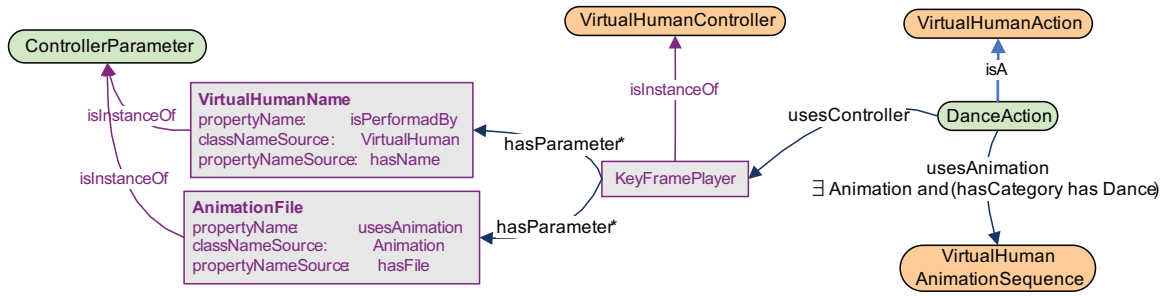 VirtualHumanController
VirtualHumanAction
ControllerParameter
isA
isInstanceOf
VirtualHumanName
propertyName: isPerformadBy
classNameSource: VirtualHuman
propertyNameSource: hasName
isInstanceOf
usesController
DanceAction
hasParameter*
KeyFramePlayer
isInstanceOf
usesAnimation
∃ Animation and (hasCategory has Dance)
AnimationFile
propertyName: usesAnimation
classNameSource: Animation
propertyNameSource hasFile
hasParameter*
VirtualHuman
AnimationSequence